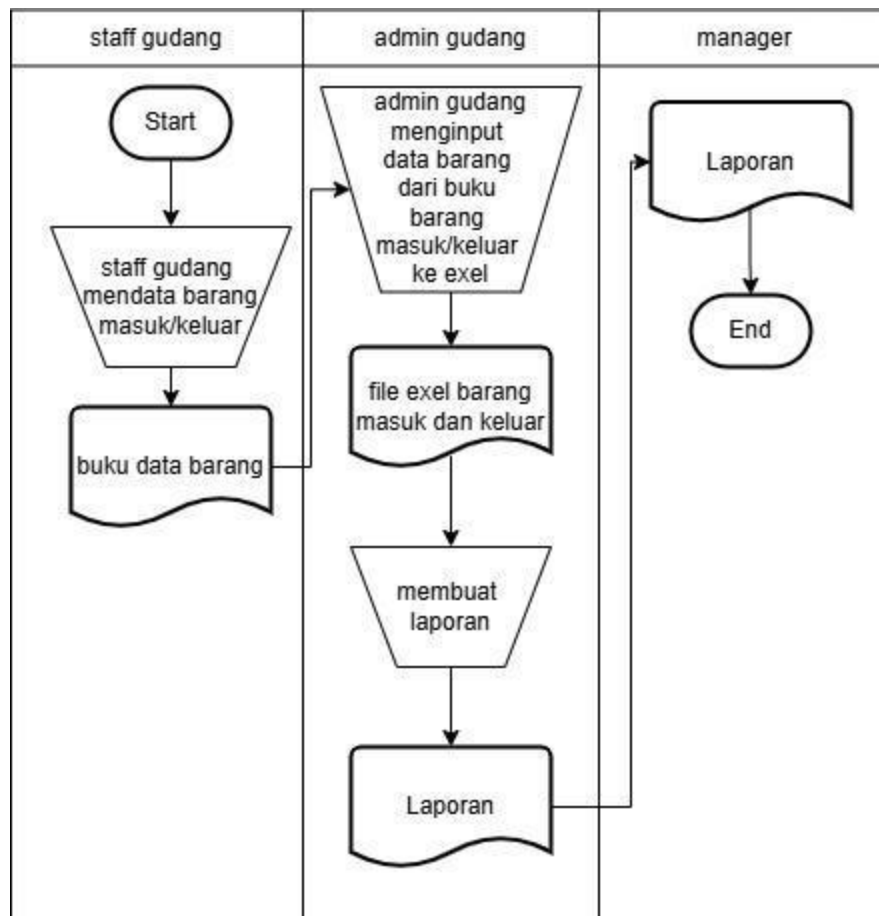 staff gudang
admin gudang
manager
Start
staff gudang
mendata barang
masuk/keluar
buku data barang
admin gudang
menginput
data barang
dari buku
barang
masuk/keluar
ke exel
file exel barang
masuk dan keluar
membuat
laporan
Laporan
Laporan
End